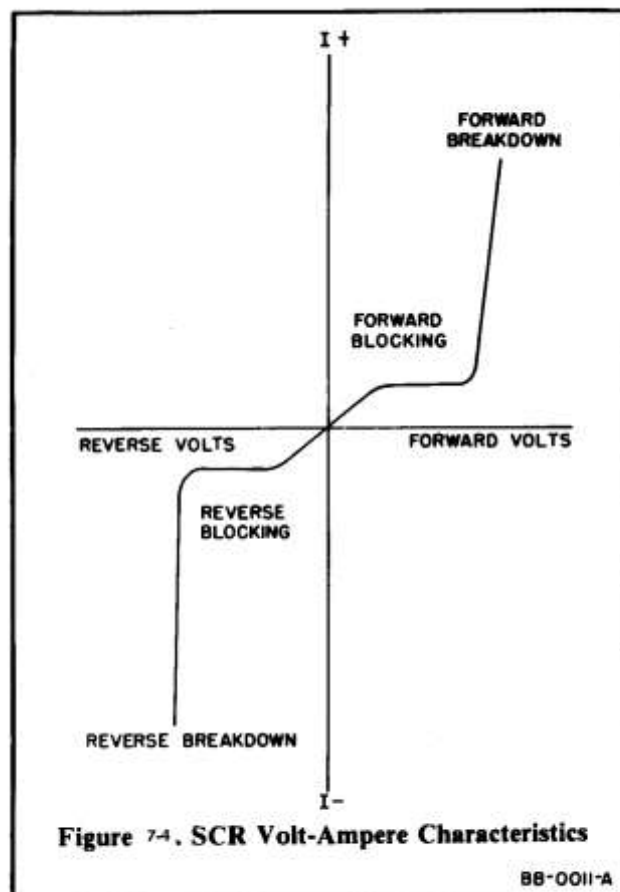 I +
FORWARD
BREAKDOWN
FORWARD
BLOCKING
REVERSE VOLTS
FORWARD VOLTS
REVERSE
BLOCKING
REVERSE BREAKDOWN
I-
Figure 7-4. SCR Volt-Ampere Characteristics
BB-0011-A